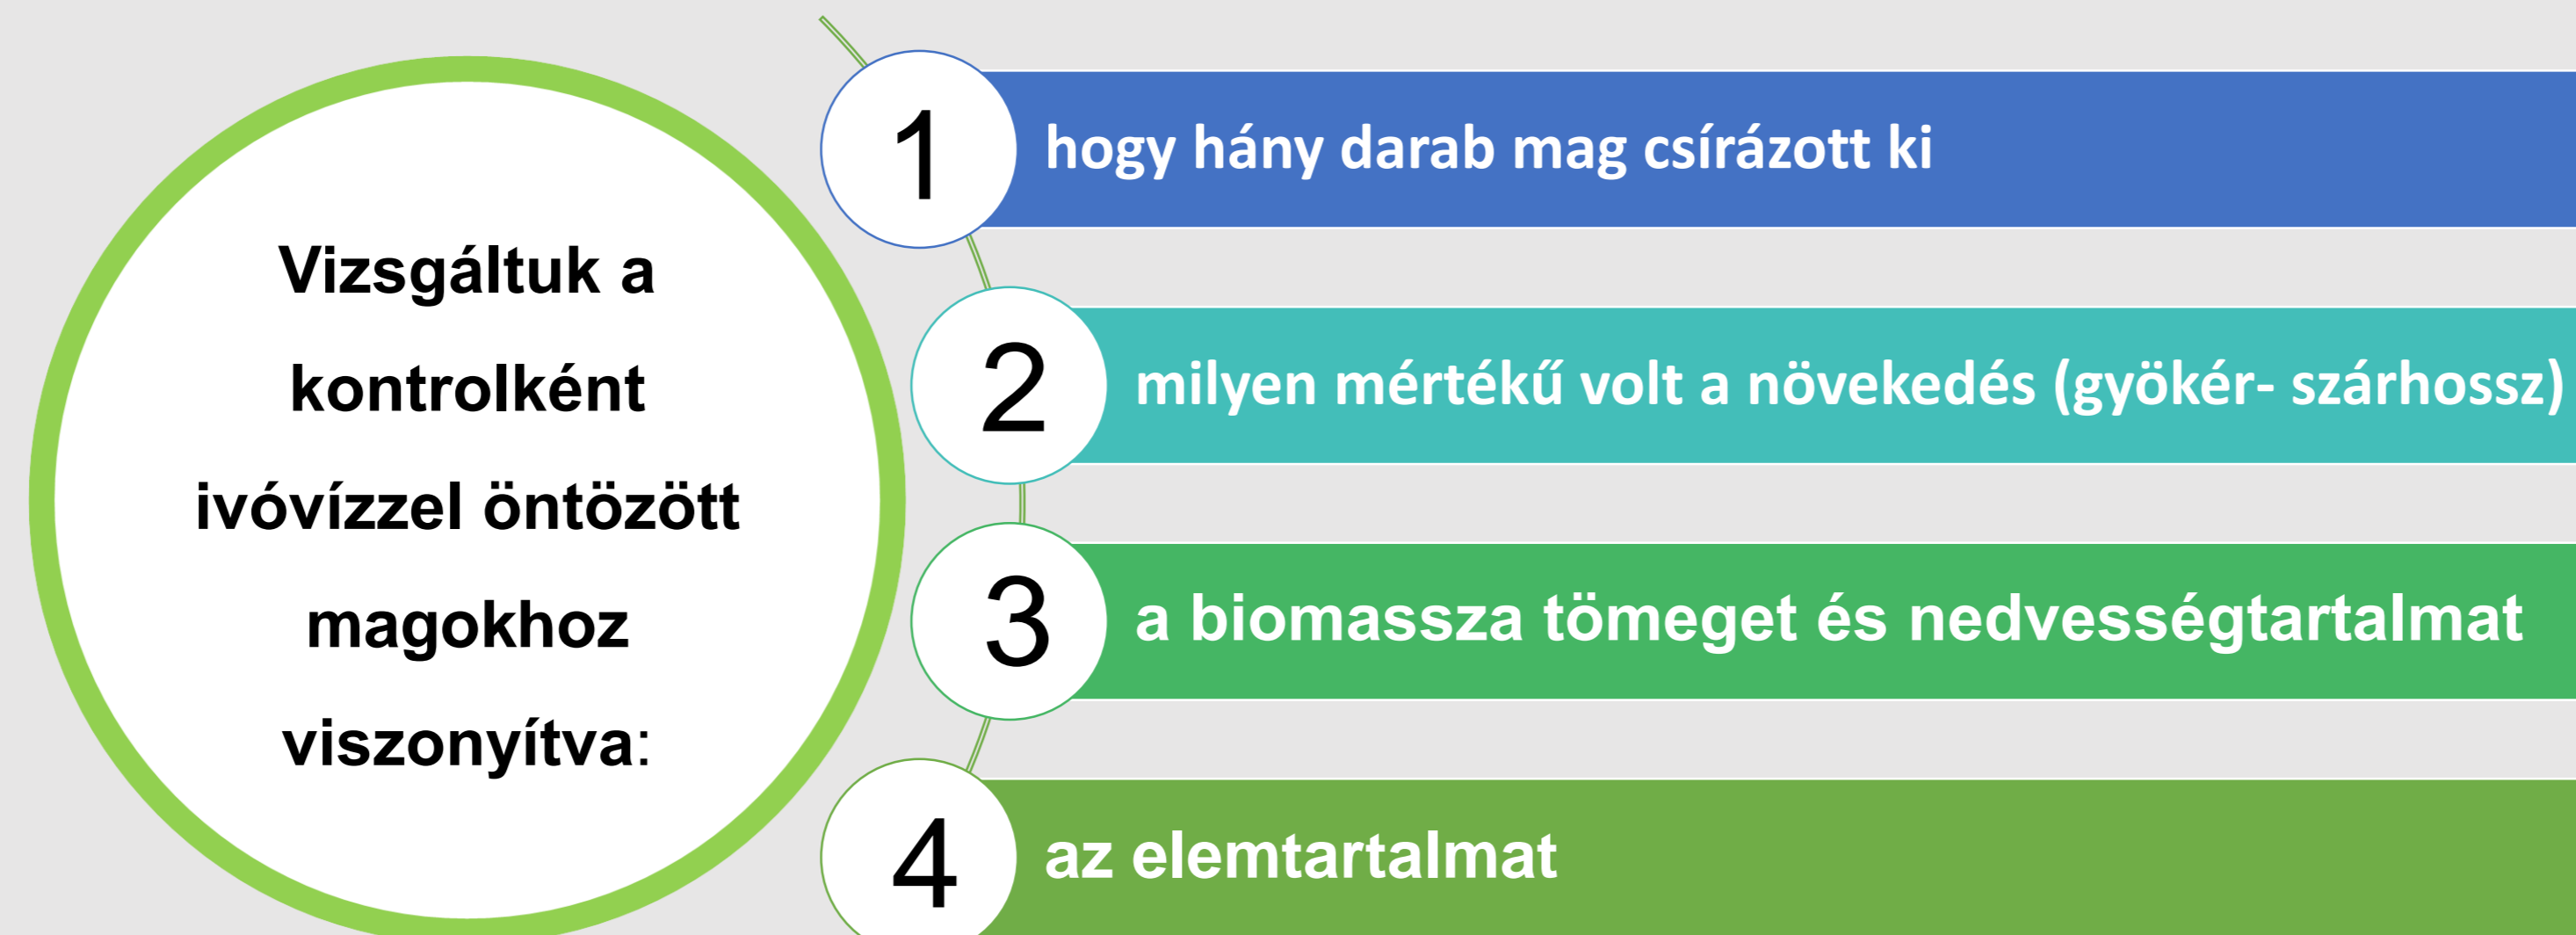 Vizsgáltuk a
kontrolként
ivóvízzel öntözött
magokhoz
viszonyítva:
1
hogy hány darab mag csírázott ki
2
milyen mértékű volt a növekedés (gyökér- szárhossz)
3
a biomassza tömeget és nedvességtartalmat
4
az elemtartalmat